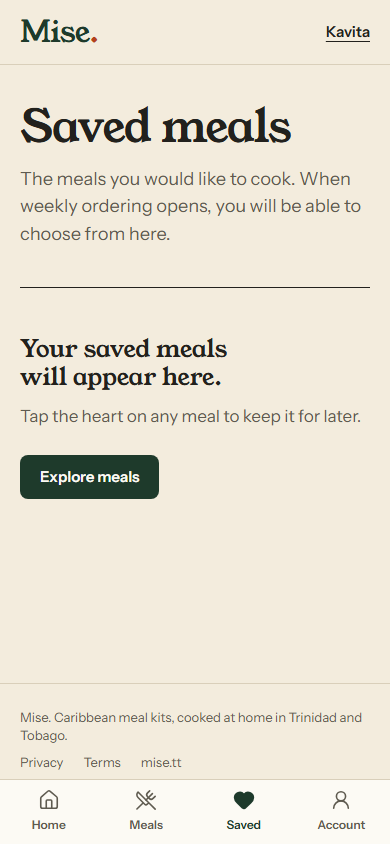 Mise.
Kavita
Saved meals
The meals you would like to cook. When
weekly ordering opens, you will be able to
choose from here.
Your saved meals
will appear here.
Tap the heart on any meal to keep it for later.
Explore meals
Mise. Caribbean meal kits, cooked at home in Trinidad and
Tobago.
Privacy Terms mise.tt
Home Meals Saved Account